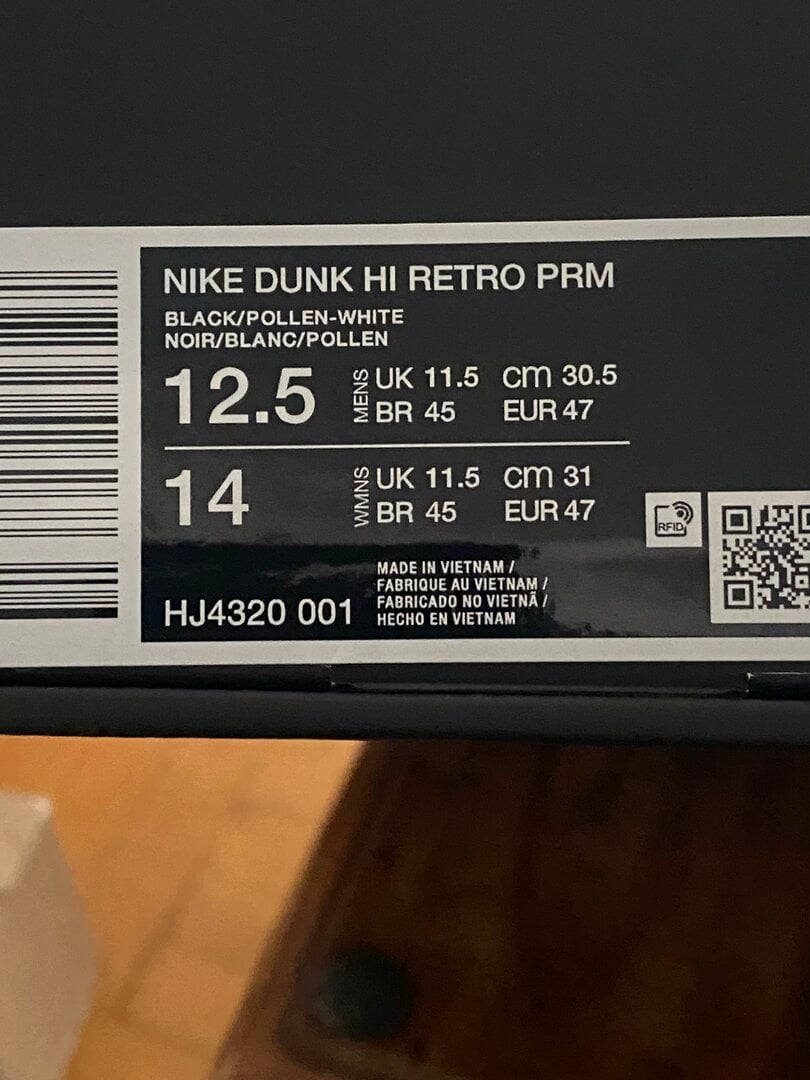 NIKE DUNK HI RETRO PRM
BLACK/POLLEN-WHITE
NOIR/BLANC/POLLEN
12.5 MENS UK 11.5 cm 30.5
BR 45 EUR 47
14 WMNS UK 11.5 cm 31
BR 45 EUR 47
RFID
MADE IN VIETNAM /
FABRIQUE AU VIETNAM /
FABRICADO NO VIETNÃ /
HECHO EN VIETNAM
HJ4320 001